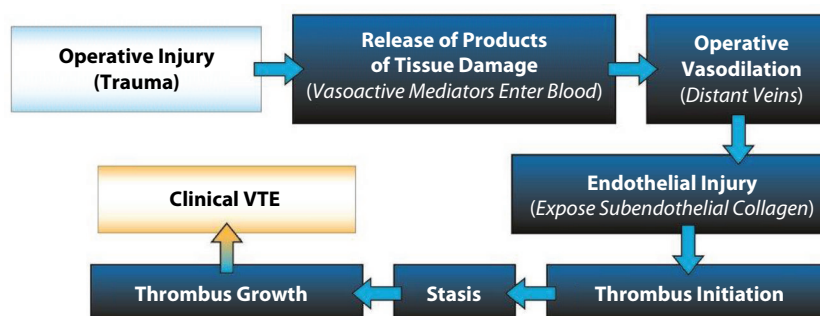 Operative Injury
(Trauma)
Release of Products
of Tissue Damage
(Vasoactive Mediators Enter Blood)
Operative
Vasodilation
(Distant Veins)
Endothelial Injury
(Expose Subendothelial Collagen)
Thrombus Initiation
Stasis
Thrombus Growth
Clinical VTE